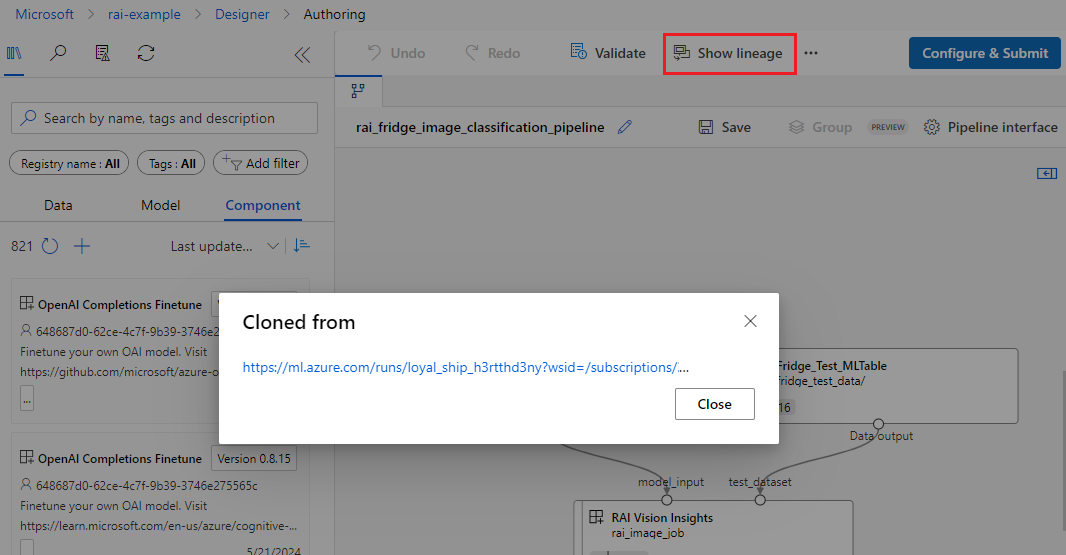 Microsoft > rai-example > Designer > Authoring
Undo Redo Validate Show lineage ... Configure & Submit
Search by name, tags and description
rai_fridge_image_classification_pipeline Save Group PREVIEW Pipeline interface
Registry name : All Tags : All Add filter
Data Model Component
821 Last update...
OpenAI Completions Finetune
648687d0-62ce-4c7f-9b39-3746e2
Finetune your own OAI model. Visit
https://github.com/microsoft/azure-o
...
Cloned from
https://ml.azure.com/runs/loyal_ship_h3rtthd3ny?wsid=/subscriptions/...
Close
Fridge_Test_MLTable
fridge_test_data/
16
Data output
OpenAI Completions Finetune Version 0.8.15
648687d0-62ce-4c7f-9b39-3746e275565c
Finetune your own OAI model. Visit
https://learn.microsoft.com/en-us/azure/cognitive-...
5/21/2024
model_input test_dataset
RAI Vision Insights
rai_image_job